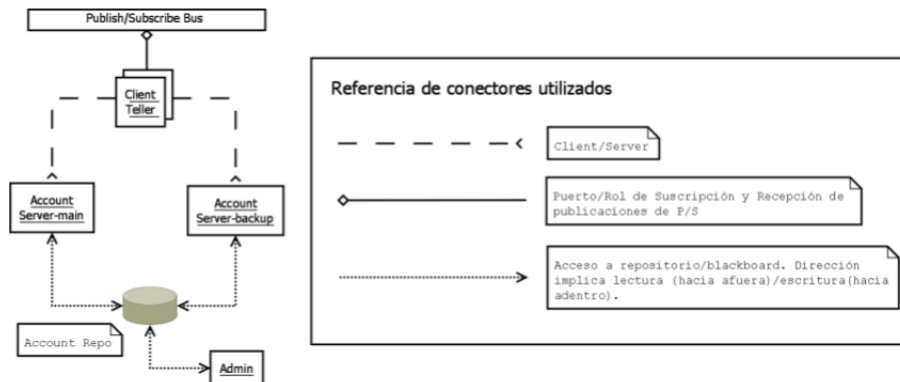 Publish/Subscribe Bus
Client
Teller
Account
Server-main
Account
Server-backup
Account Repo
Admin
Referencia de conectores utilizados
Client/Server
Puerto/Rol de Suscripción y Recepción de
publicaciones de P/S
Acceso a repositorio/blackboard. Dirección
implica lectura (hacia afuera)/escritura(hacia
adentro).